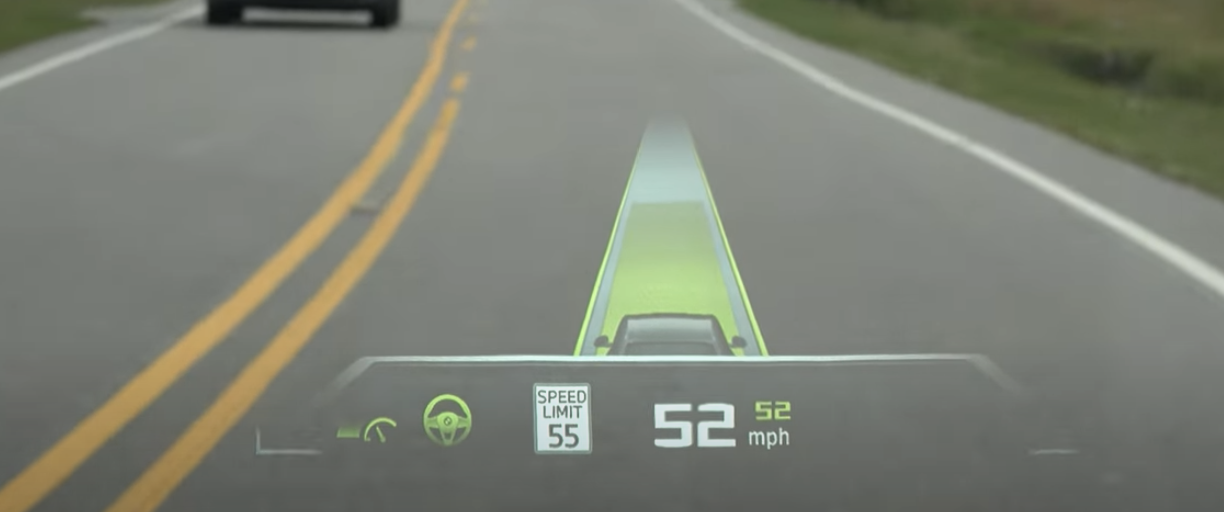 SPEED
LIMIT
55
52 52
mph